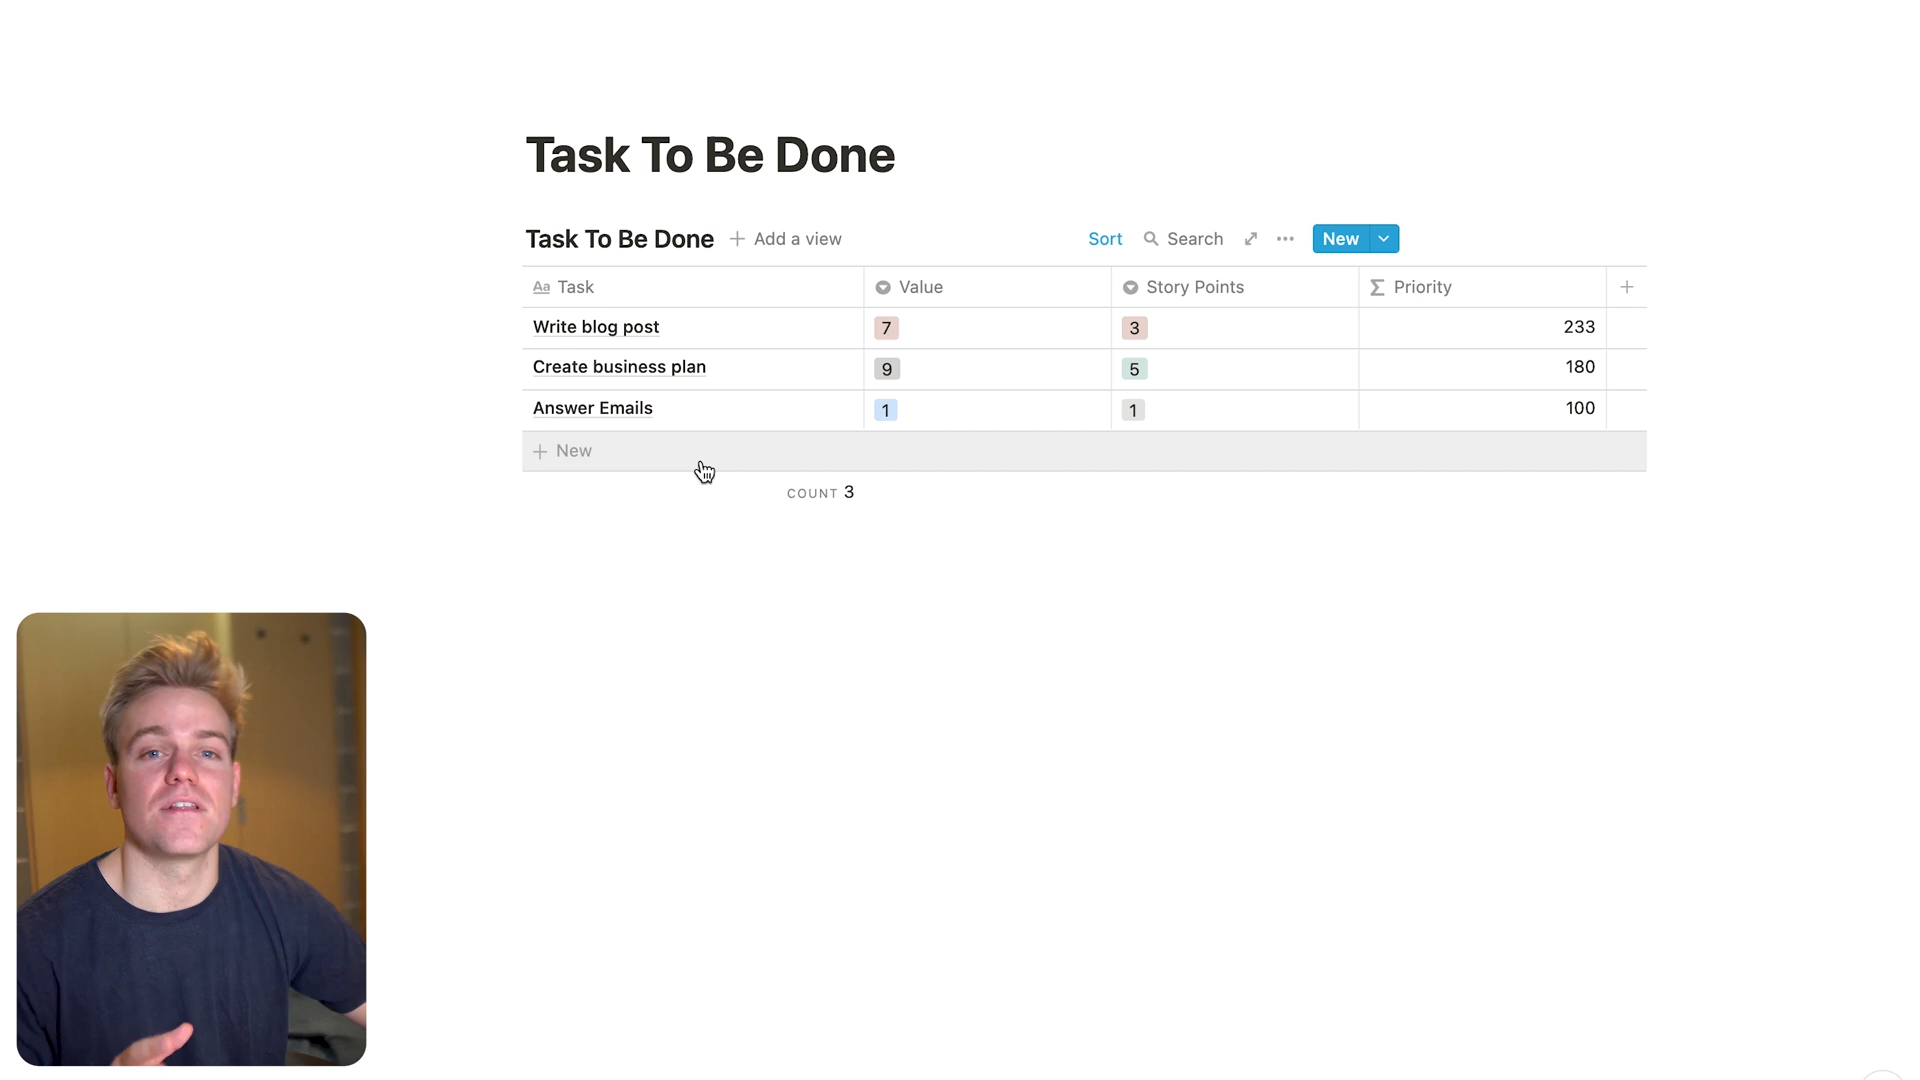 Task To Be Done
Task To Be Done + Add a view Sort Search ••• New
Aa Task Value Story Points Σ Priority +
Write blog post 7 3 233
Create business plan 9 5 180
Answer Emails 1 1 100
+ New
COUNT 3